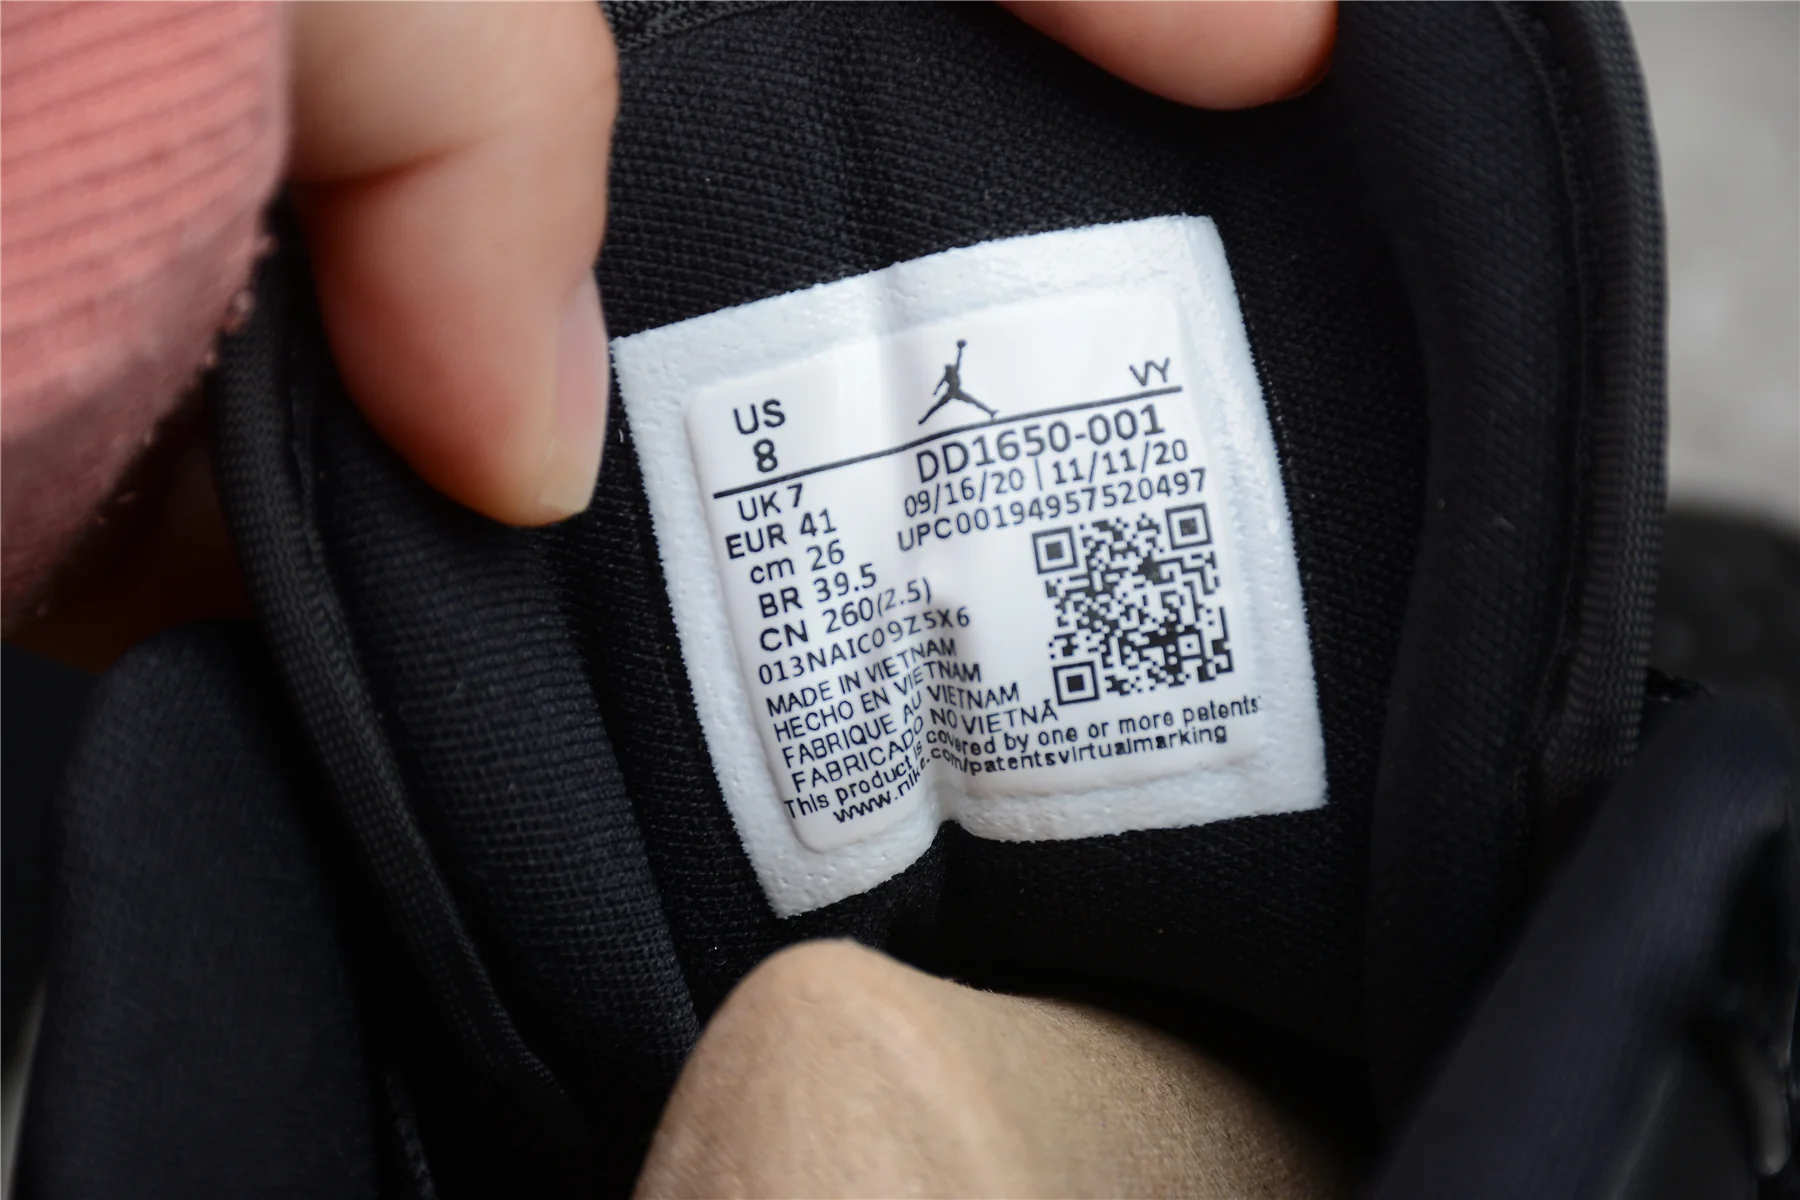 US
8
VY
UK 7
EUR 41
cm 26
BR 39.5
CN 260(2.5)
DD1650-001
09/16/20 | 11/11/20
UPC00194957520497
013NAIC09Z5X6
MADE IN VIETNAM
HECHO EN VIETNAM
FABRIQUE AU VIETNAM
FABRICADO NO VIETNÃ
This product is covered by one or more patents
www.nike.com/patentsvirtualmarking